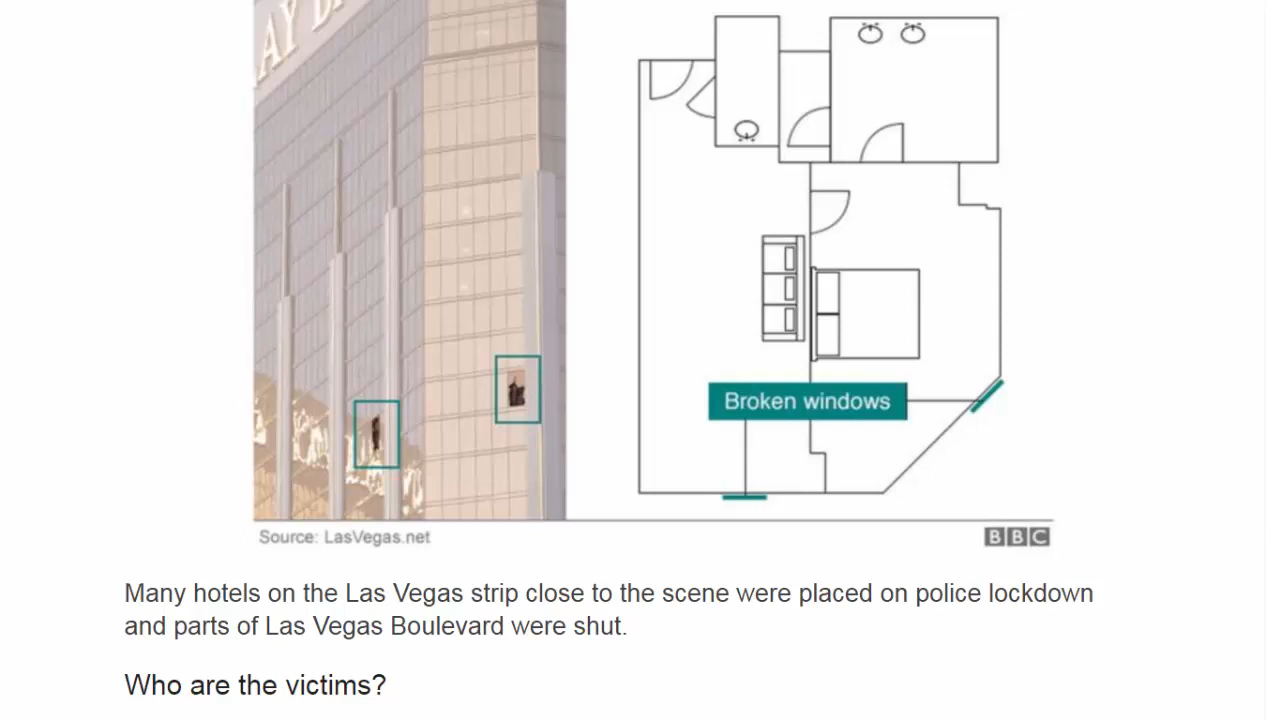 AY B
Broken windows
Source: LasVegas.net
BBC
Many hotels on the Las Vegas strip close to the scene were placed on police lockdown
and parts of Las Vegas Boulevard were shut.
Who are the victims?